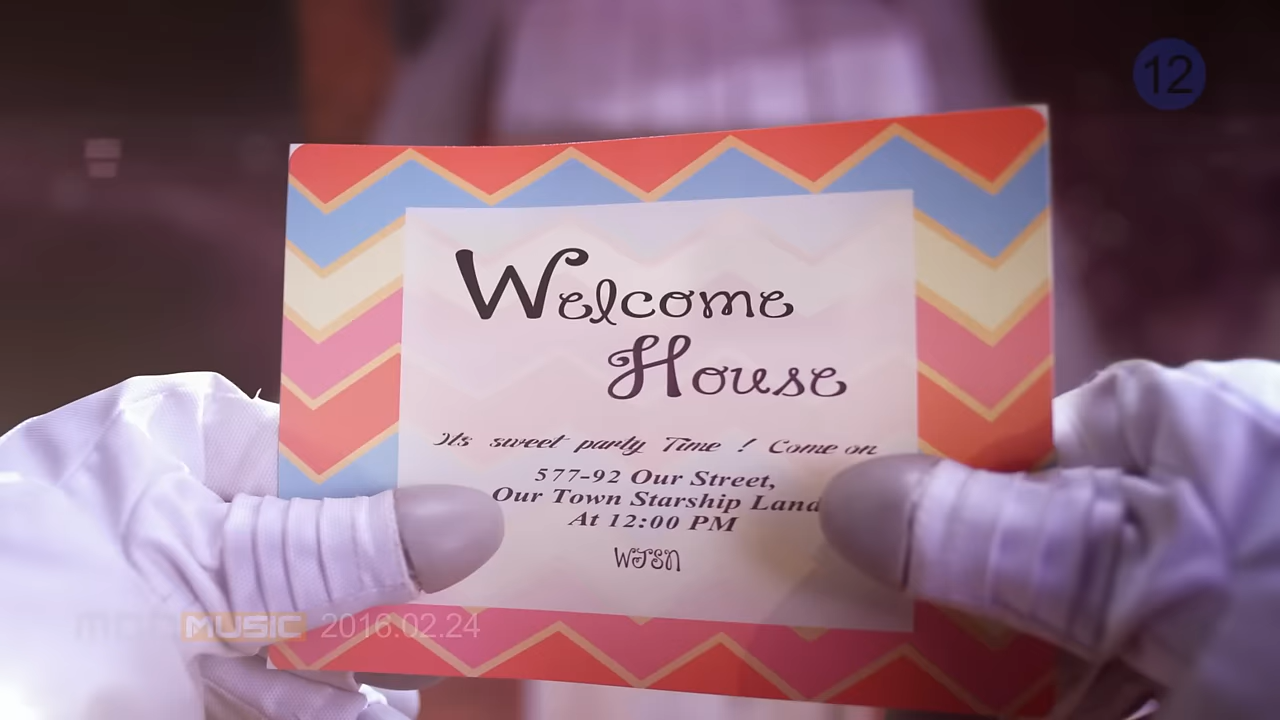 12
Welcome
House
It's sweet party Time ! Come on
577-92 Our Street,
Our Town Starship Land
At 12:00 PM
WJSN
MUSIC 2016.02.24